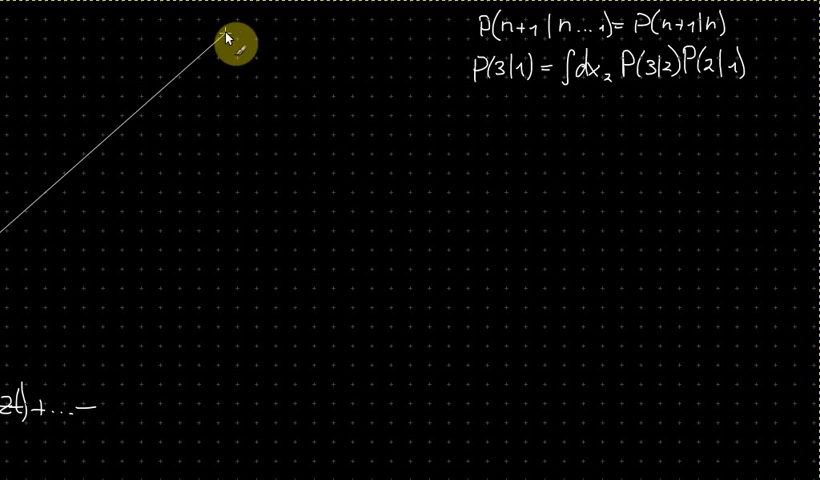 P(n+1 | n ... 1) = P(n+1 | n)
P(3|1) = ∫dx₂ P(3|2)P(2|1)
z()+...−